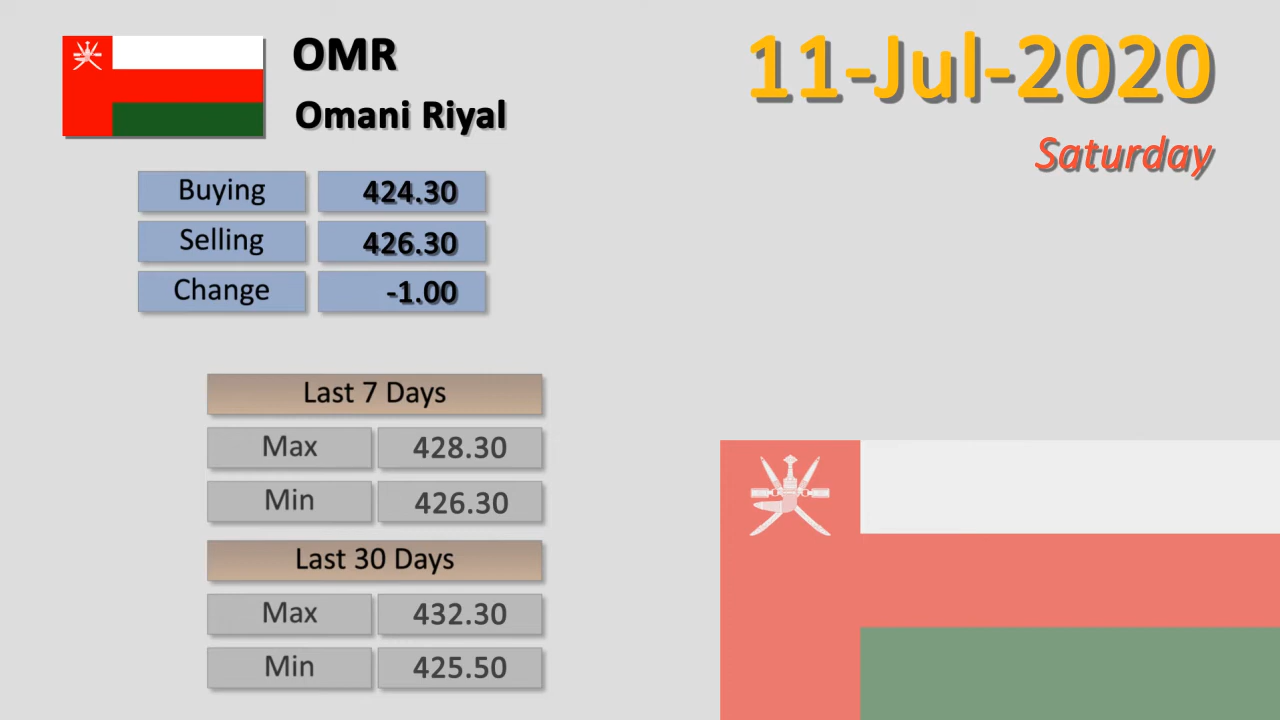 OMR
Omani Riyal
11-Jul-2020
Saturday
Buying 424.30
Selling 426.30
Change -1.00
Last 7 Days
Max 428.30
Min 426.30
Last 30 Days
Max 432.30
Min 425.50